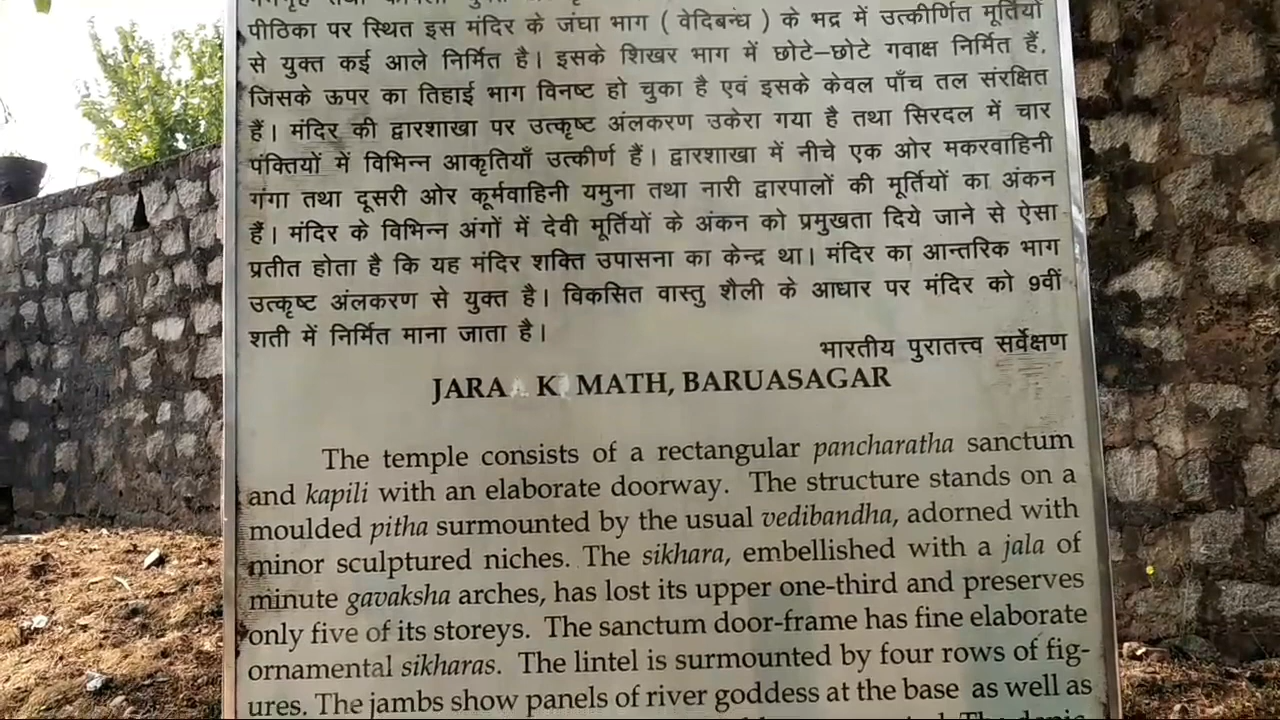 पीठिका पर स्थित इस मंदिर के जंघा भाग ( वेदिबन्ध ) के भद्र में उत्कीर्णित मूर्तियों
से युक्त कई आले निर्मित है। इसके शिखर भाग में छोटे–छोटे गवाक्ष निर्मित हैं,
जिसके ऊपर का तिहाई भाग विनष्ट हो चुका है एवं इसके केवल पाँच तल संरक्षित
हैं। मंदिर की द्वारशाखा पर उत्कृष्ट अंलकरण उकेरा गया है तथा सिरदल में चार
पंक्तियों में विभिन्न आकृतियाँ उत्कीर्ण हैं। द्वारशाखा में नीचे एक ओर मकरवाहिनी
गंगा तथा दूसरी ओर कूर्मवाहिनी यमुना तथा नारी द्वारपालों की मूर्तियों का अंकन
हैं। मंदिर के विभिन्न अंगों में देवी मूर्तियों के अंकन को प्रमुखता दिये जाने से ऐसा
प्रतीत होता है कि यह मंदिर शक्ति उपासना का केन्द्र था। मंदिर का आन्तरिक भाग
उत्कृष्ट अंलकरण से युक्त है। विकसित वास्तु शैली के आधार पर मंदिर को 9वीं
शती में निर्मित माना जाता है।
भारतीय पुरातत्त्व सर्वेक्षण
MATH, BARUASAGAR
The temple consists of a rectangular pancharatha sanctum
and kapili with an elaborate doorway. The structure stands on a
moulded pitha surmounted by the usual vedibandha, adorned with
minor sculptured niches. The sikhara, embellished with a jala of
minute gavaksha arches, has lost its upper one-third and preserves
only five of its storeys. The sanctum door-frame has fine elaborate
ornamental sikharas. The lintel is surmounted by four rows of fig-
ures. The jambs show panels of river goddess at the base as well as